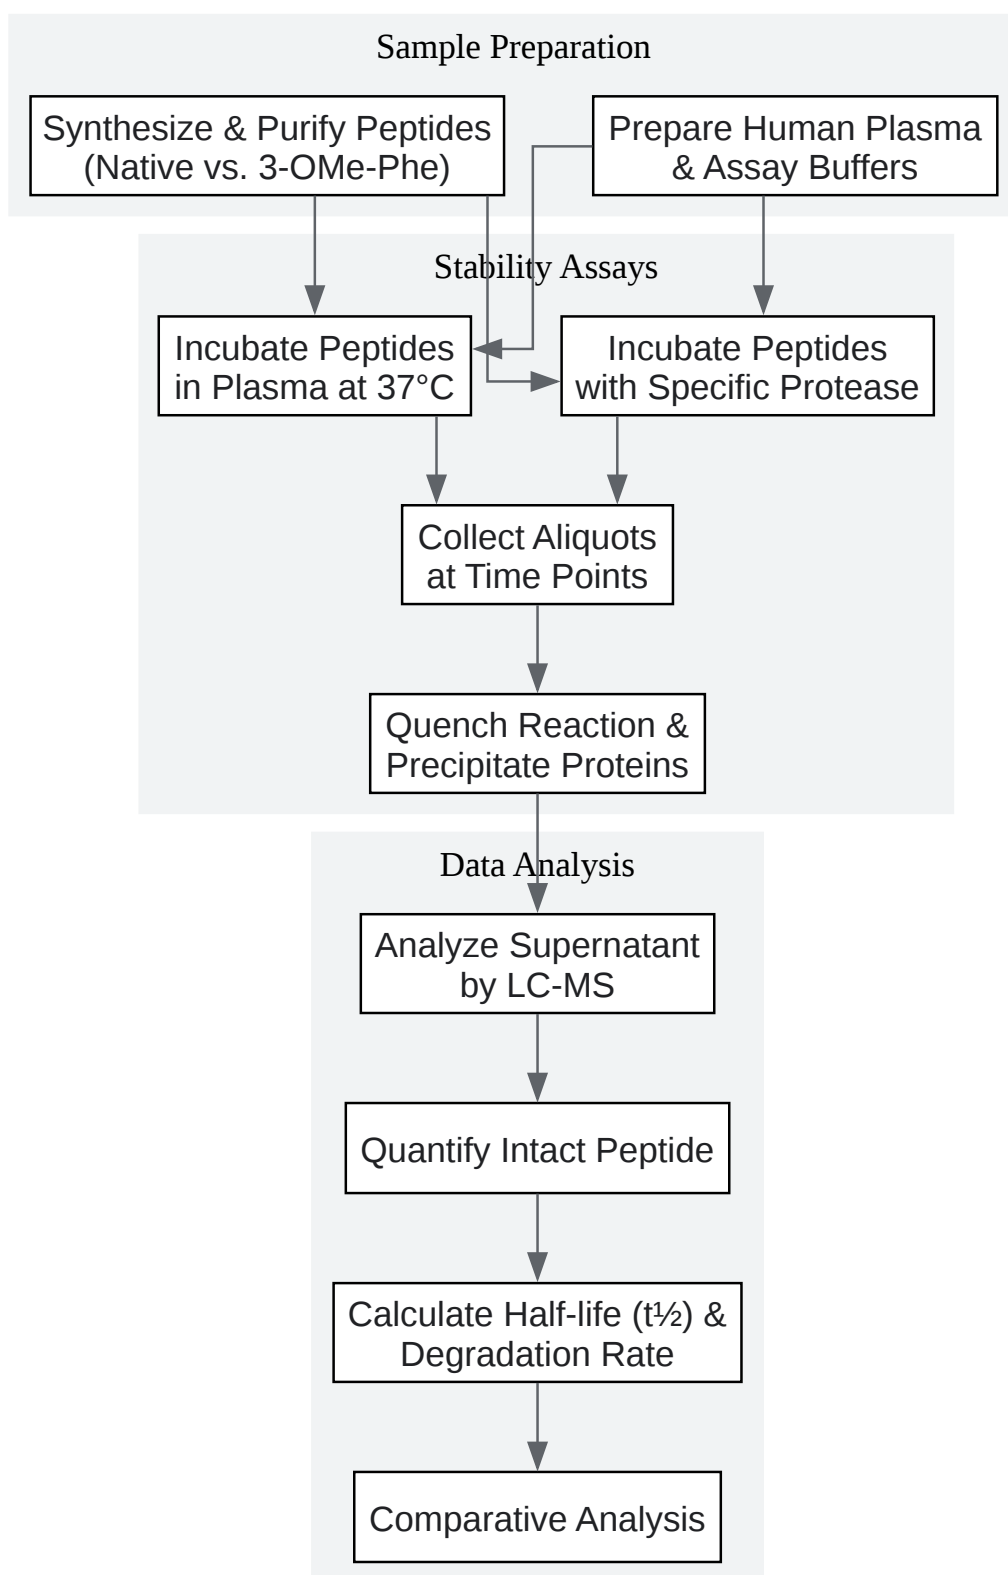 Sample Preparation
Synthesize & Purify Peptides
(Native vs. 3-OMe-Phe)
Prepare Human Plasma
& Assay Buffers
Stability Assays
Incubate Peptides
in Plasma at 37°C
Incubate Peptides
with Specific Protease
Collect Aliquots
at Time Points
Quench Reaction &
Precipitate Proteins
Data Analysis
Analyze Supernatant
by LC-MS
Quantify Intact Peptide
Calculate Half-life (t½) &
Degradation Rate
Comparative Analysis